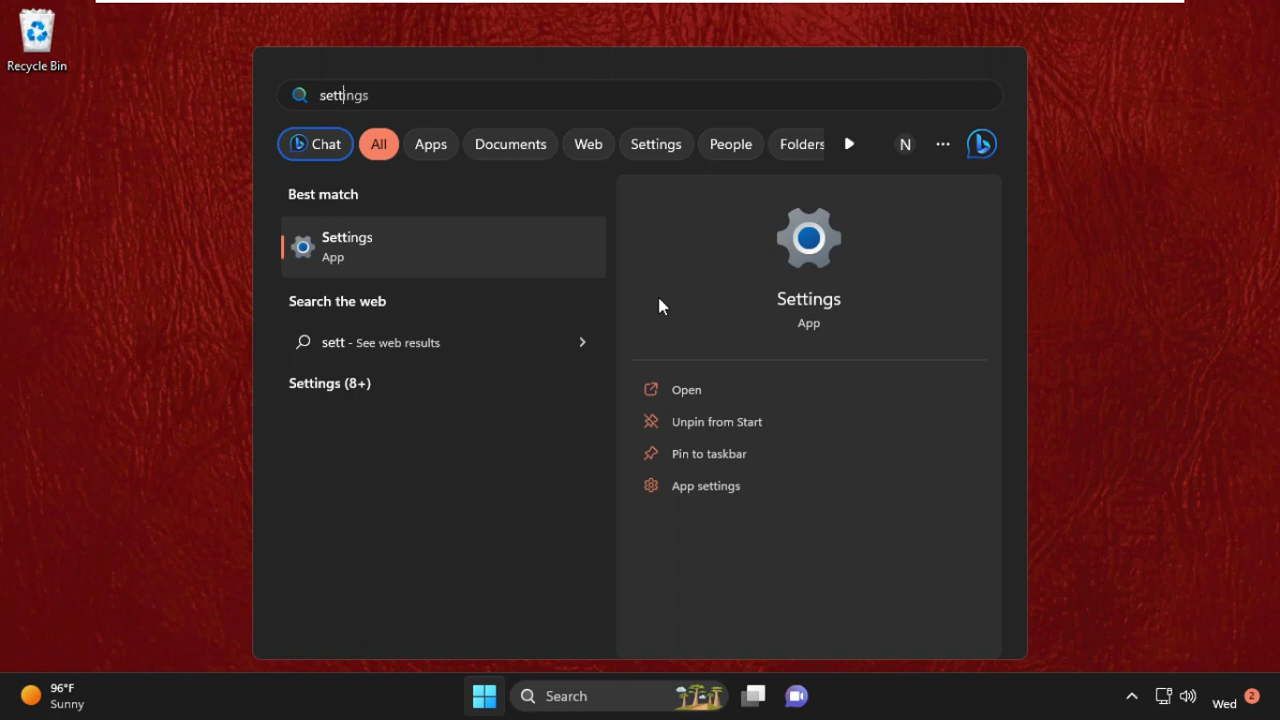 Recycle Bin
settings
Chat
All
Apps
Documents
Web
Settings
People
Folders
N
Best match
Settings
App
Search the web
sett - See web results
Settings (8+)
Settings
App
Open
Unpin from Start
Pin to taskbar
App settings
96°F
Sunny
Search
Wed
2